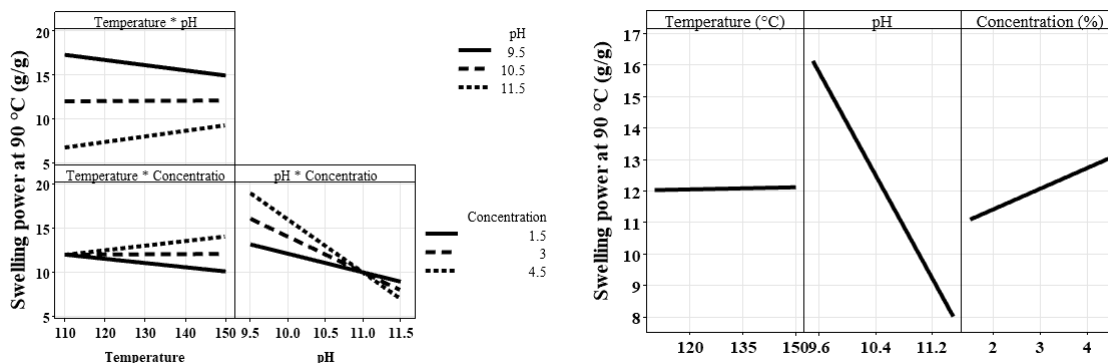 Temperature * pH
20
15
10
5
Swelling power at 90 °C (g/g)
pH
9.5
10.5
11.5
Temperature * Concentratio
pH * Concentratio
20
15
10
5
110 120 130 140 150
9.5 10.0 10.5 11.0 11.5
Temperature
pH
Concentration
1.5
3
4.5
Swelling power at 90 °C (g/g)
Temperature (°C)
pH
Concentration (%)
17
16
15
14
13
12
11
10
9
8
120 135 150
9.6 10.4 11.2
2 3 4